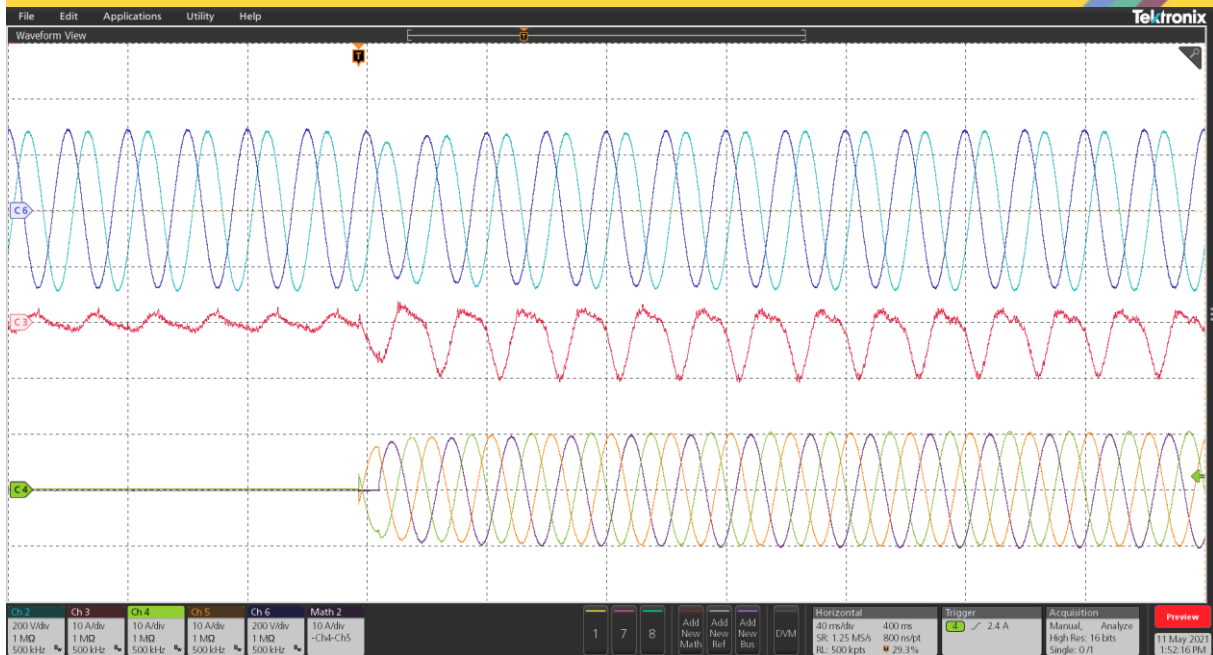 File Edit Applications Utility Help
Tektronix
Waveform View
T
T
C 6
C 3
C 4
Ch 2
200 V/div
1 MΩ
500 kHz
Ch 3
10 A/div
1 MΩ
500 kHz
Ch 4
10 A/div
1 MΩ
500 kHz
Ch 5
10 A/div
1 MΩ
500 kHz
Ch 6
200 V/div
1 MΩ
500 kHz
Math 2
10 A/div
-Ch4-Ch5
1
7
8
Add
New
Math
Add
New
Ref
Add
New
Bus
DVM
Horizontal
40 ms/div 400 ms
SR: 1.25 MS/s 800 ns/pt
RL: 500 kpts 29.3%
Trigger
4 2.4 A
Acquisition
Manual, Analyze
High Res: 16 bits
Single: 0 /1
Preview
11 May 2021
1:52:16 PM